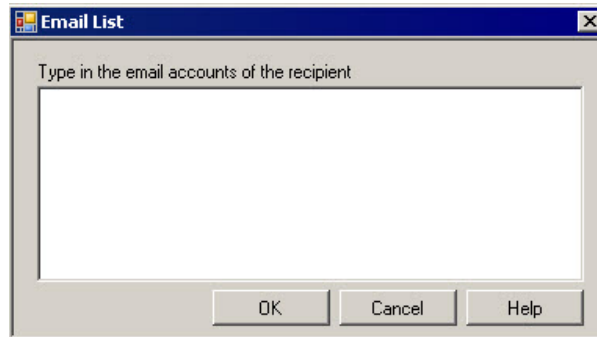 Email List
Type in the email accounts of the recipient
OK Cancel Help